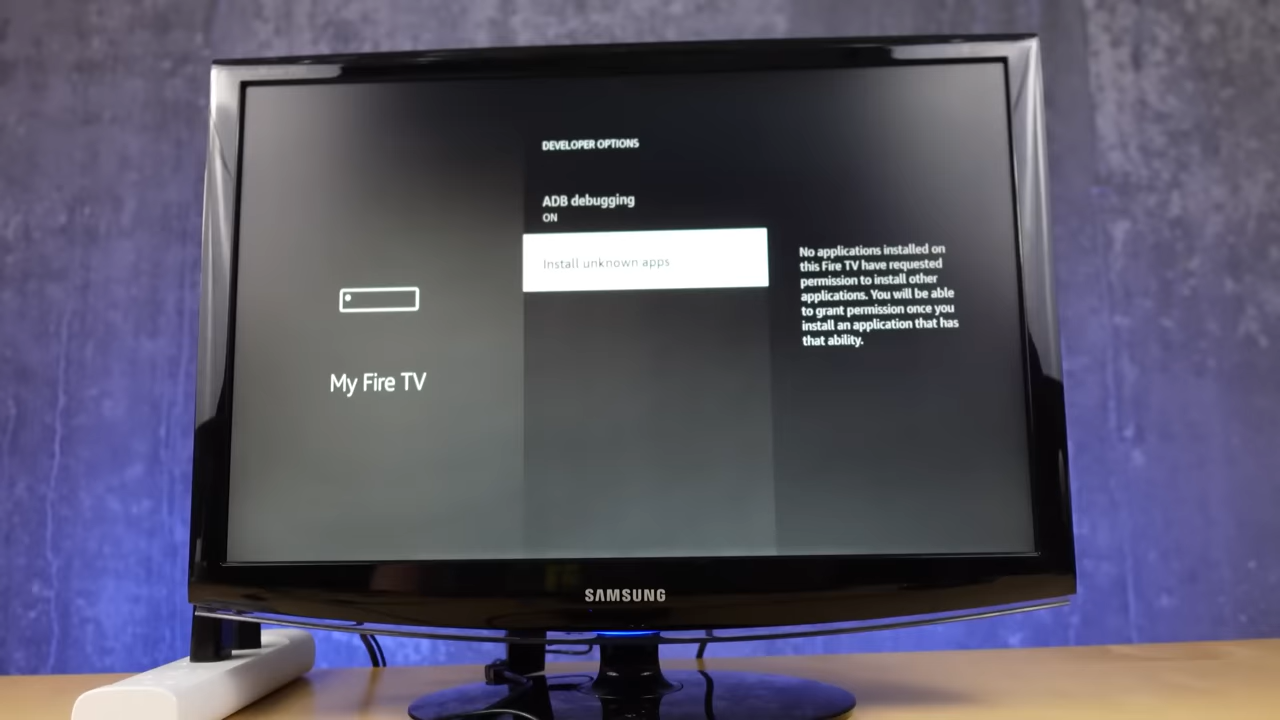 DEVELOPER OPTIONS
ADB debugging
ON
Install unknown apps
My Fire TV
No applications installed on
this Fire TV have requested
permission to install other
applications. You will be able
to grant permission once you
install an application that has
that ability.
SAMSUNG